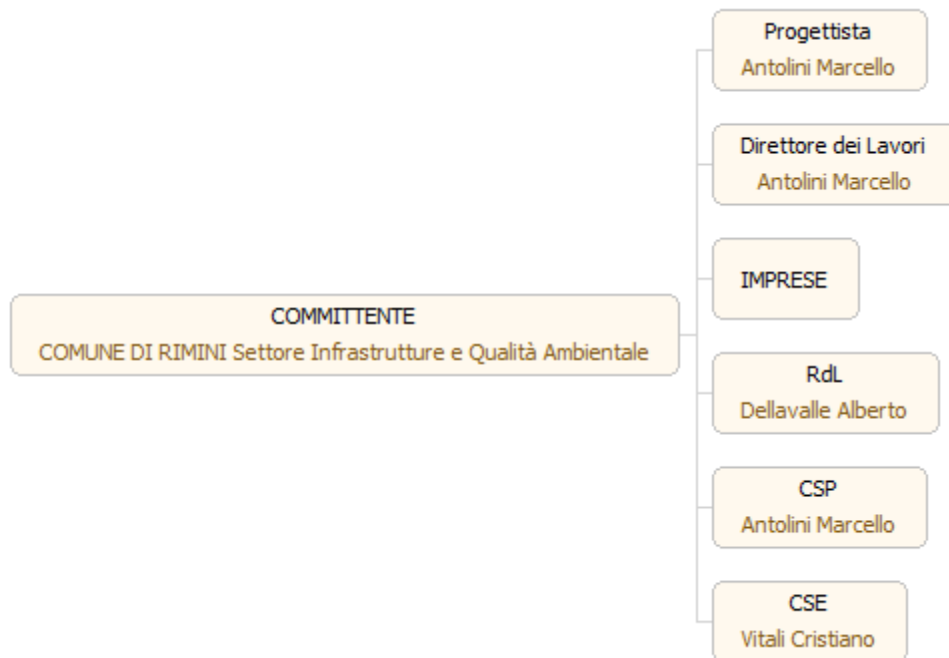 Progettista
Antolini Marcello
Direttore dei Lavori
Antolini Marcello
IMPRESE
COMMITTENTE
COMUNE DI RIMINI Settore Infrastrutture e Qualità Ambientale
RdL
Dellavalle Alberto
CSP
Antolini Marcello
CSE
Vitali Cristiano